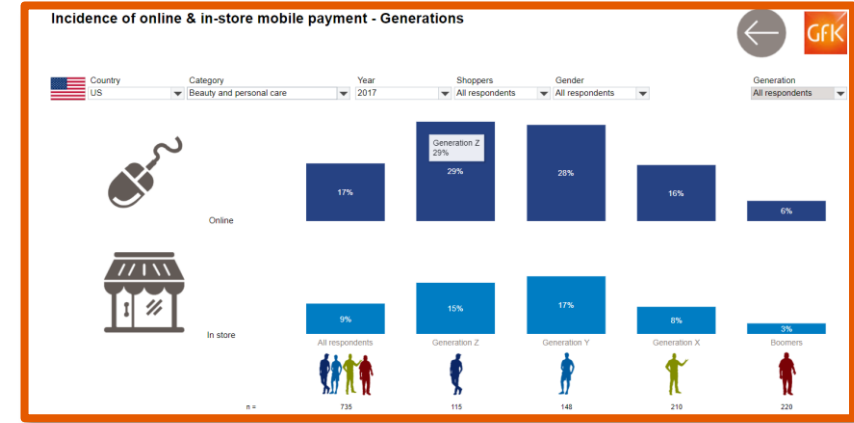 Incidence of online & in-store mobile payment - Generations
GfK
Country
Category
Year
Shoppers
Gender
Generation
US
Beauty and personal care
2017
All respondents
All respondents
All respondents
Generation Z
29%
17%
29%
28%
16%
6%
Online
9%
15%
17%
8%
3%
In store
All respondents
Generation Z
Generation Y
Generation X
Boomers
n =
735
115
148
210
220